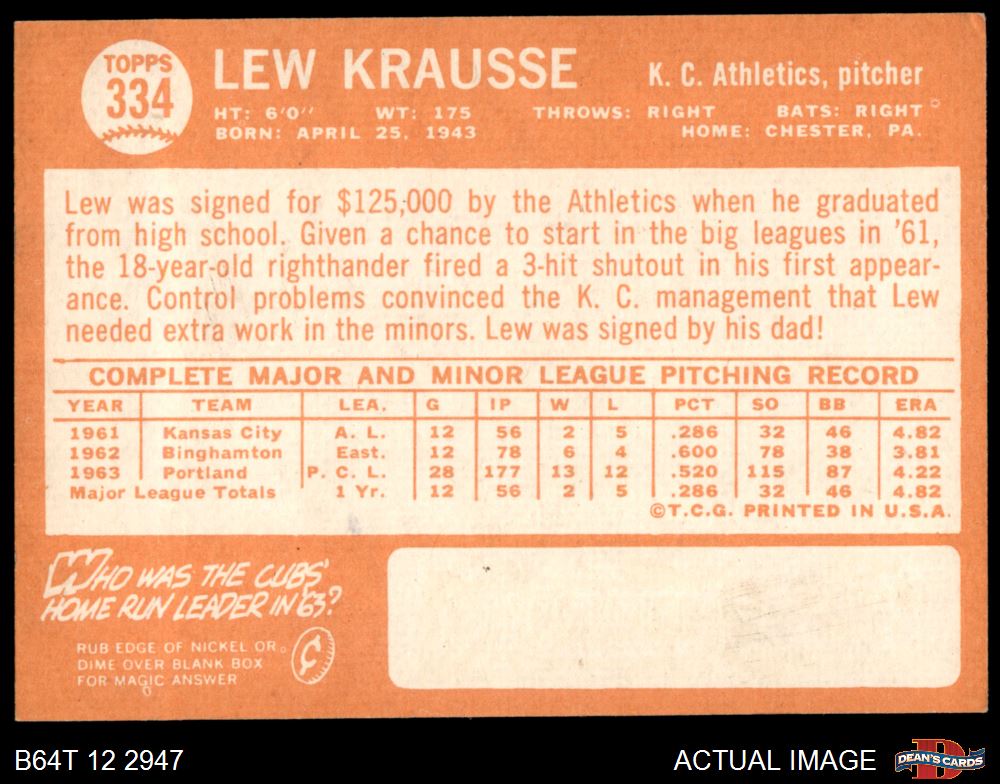 TOPPS
334
LEW KRAUSSE
K. C. Athletics, pitcher
HT: 6'0" WT: 175 THROWS: RIGHT BATS: RIGHT
BORN: APRIL 25, 1943 HOME: CHESTER, PA.
Lew was signed for $125,000 by the Athletics when he graduated
from high school. Given a chance to start in the big leagues in '61,
the 18-year-old righthander fired a 3-hit shutout in his first appear-
ance. Control problems convinced the K. C. management that Lew
needed extra work in the minors. Lew was signed by his dad!
COMPLETE MAJOR AND MINOR LEAGUE PITCHING RECORD
YEAR TEAM LEA. G IP W L PCT SO BB ERA
1961 Kansas City A. L. 12 56 2 5 .286 32 46 4.82
1962 Binghamton East. 12 78 6 4 .600 78 38 3.81
1963 Portland P. C. L. 28 177 13 12 .520 115 87 4.22
Major League Totals 1 Yr. 12 56 2 5 .286 32 46 4.82
©T.C.G. PRINTED IN U.S.A.
WHO WAS THE CUBS'
HOME RUN LEADER IN '63?
RUB EDGE OF NICKEL OR
DIME OVER BLANK BOX
FOR MAGIC ANSWER
¢
B64T 12 2947
ACTUAL IMAGE
D
DEAN'S CARDS